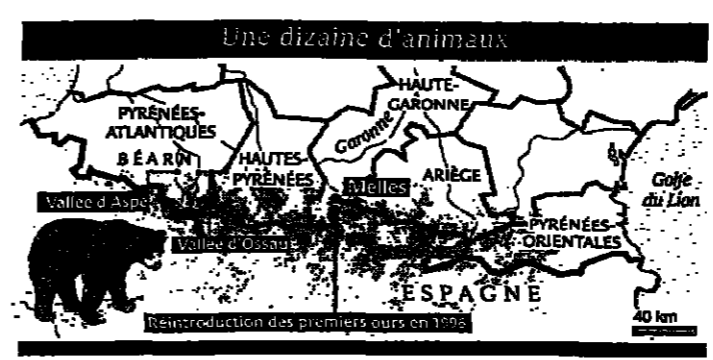 Une dizaine d'animaux
HAUTE-
GARONNE
PYRÉNÉES-
ATLANTIQUES
Garonne
BÉARN
HAUTES-
PYRÉNÉES
Melles
ARIÈGE
Golfe
du Lion
Vallée d'Aspe
Vallée d'Ossau
PYRÉNÉES-
ORIENTALES
ESPAGNE
Réintroduction des premiers ours en 1996
40 km